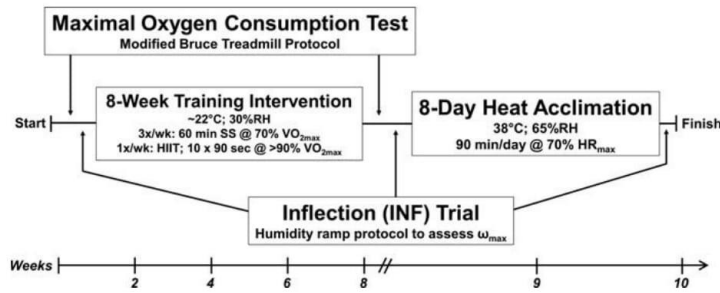 Maximal Oxygen Consumption Test
Modified Bruce Treadmill Protocol
8-Week Training Intervention
~22°C; 30%RH
3x/wk: 60 min SS @ 70% VO₂max
1x/wk: HIIT; 10 x 90 sec @ >90% VO₂max
8-Day Heat Acclimation
38°C; 65%RH
90 min/day @ 70% HRmax
Start
Finish
Inflection (INF) Trial
Humidity ramp protocol to assess ωmax
Weeks
2 4 6 8 // 9 10